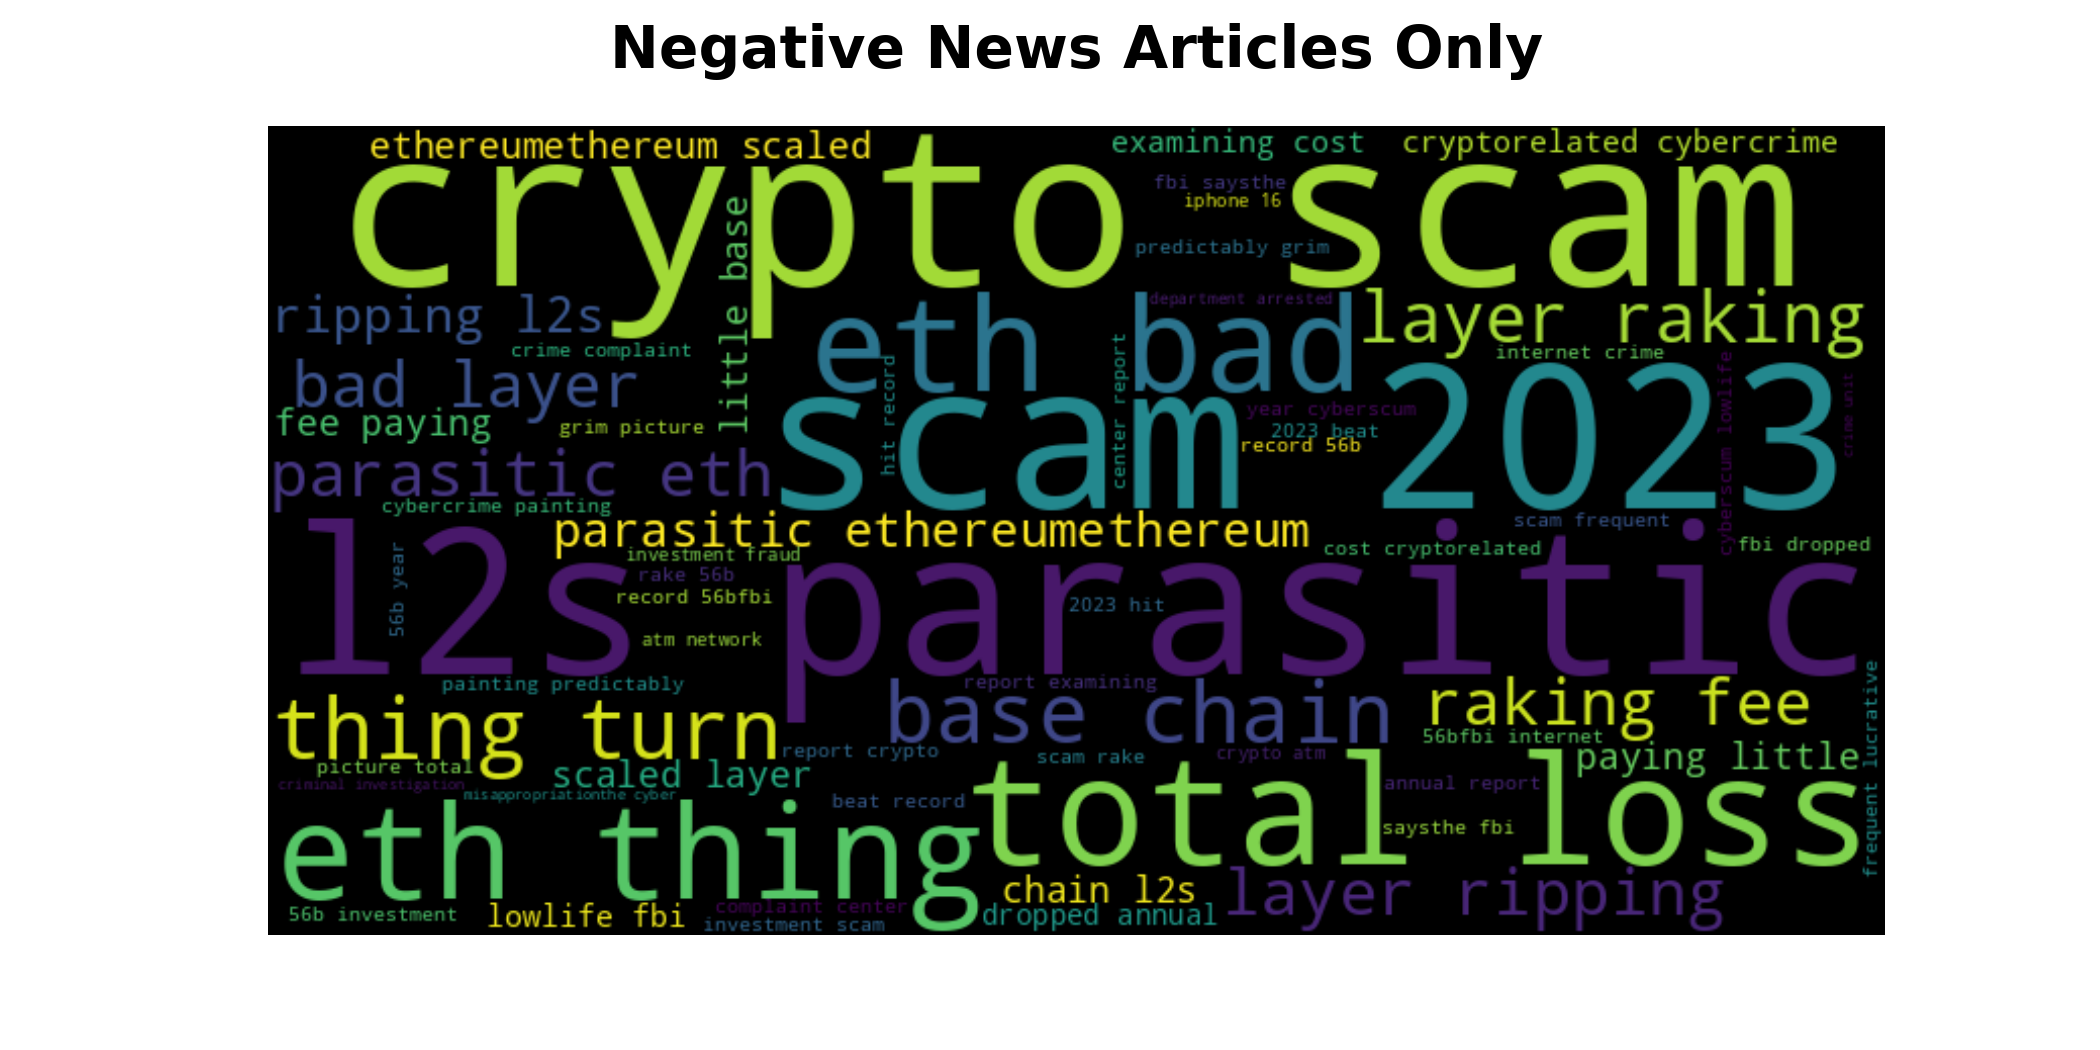 Negative News Articles Only
ethereumethereum scaled
examining cost
cryptorelated cybercrime
crypto scam
fbi saysthe
iphone 16
little base
predictably grim
ripping l2s
eth bad
department arrested
layer raking
crime complaint
internet crime
bad layer
hit record
center report
scam 2023
cyberscum lowlife
crime unit
fee paying
grim picture
year cyberscum
2023 beat
record 56b
parasitic eth
cybercrime painting
parasitic ethereumethereum
scam frequent
l2s parasitic
56b year
investment fraud
cost cryptorelated
fbi dropped
rake 56b
record 56bfbi
2023 hit
atm network
painting predictably
report examining
base chain
raking fee
frequent lucrative
thing turn
56bfbi internet
report crypto
scam rake
crypto atm
paying little
picture total
scaled layer
total loss
criminal investigation
misappropriationthe cyber
annual report
eth thing
beat record
saysthe fbi
chain l2s
layer ripping
56b investment
lowlife fbi
complaint center
dropped annual
investment scam